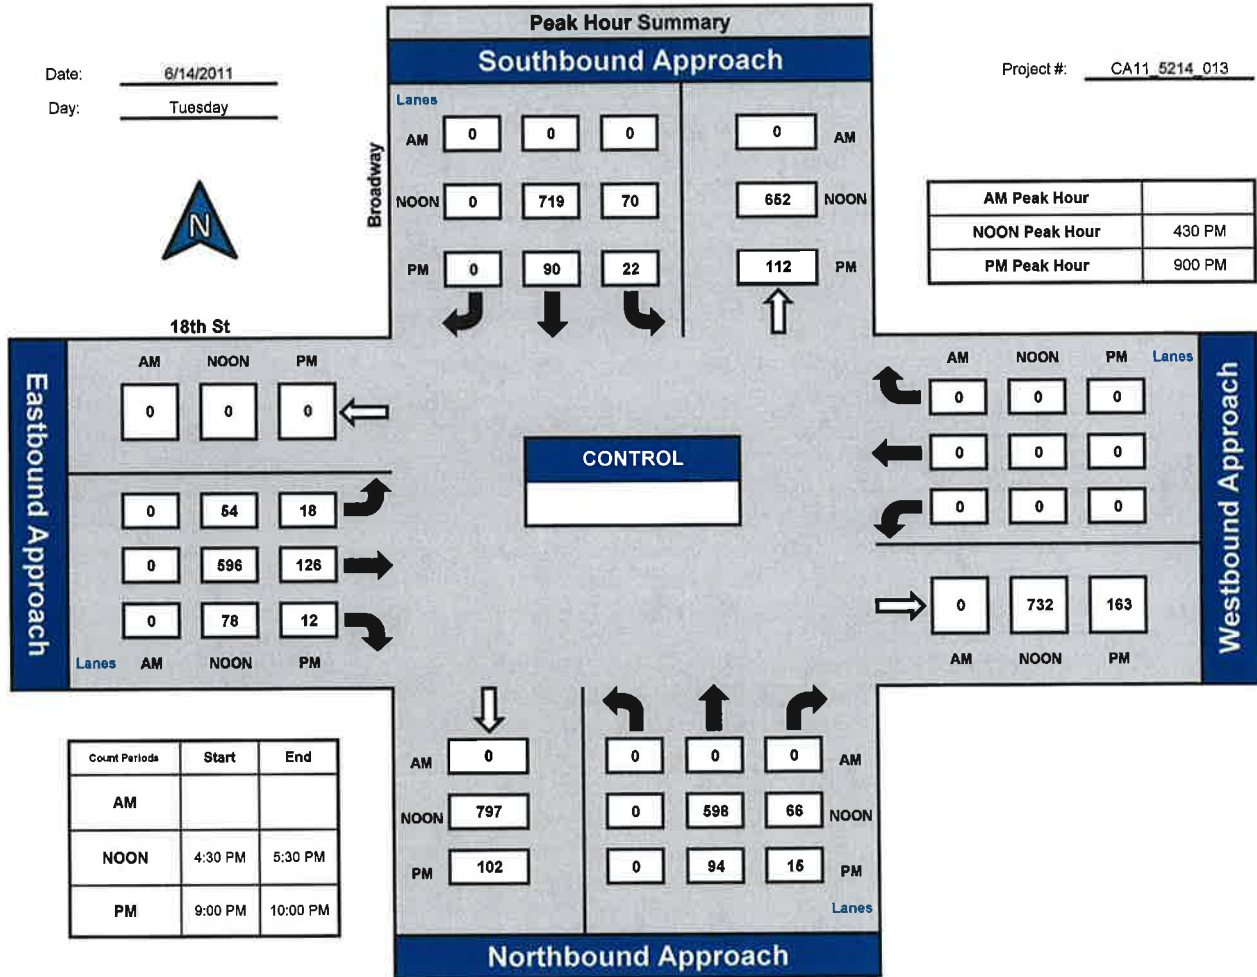 Peak Hour Summary
Southbound Approach
Date: 6/14/2011
Day: Tuesday
Project #: CA11_5214_013
N
Broadway
Lanes
AM 0 0 0 0 AM
NOON 0 719 70 652 NOON
PM 0 90 22 112 PM
AM Peak Hour
NOON Peak Hour 430 PM
PM Peak Hour 900 PM
18th St
Eastbound Approach
AM NOON PM
0 0 0
0 54 18
0 596 126
0 78 12
Lanes AM NOON PM
CONTROL
AM NOON PM Lanes
0 0 0
0 0 0
0 0 0
0 732 163
AM NOON PM
Westbound Approach
Count Periods Start End
AM
NOON 4:30 PM 5:30 PM
PM 9:00 PM 10:00 PM
AM 0 0 0 0 AM
NOON 797 0 598 66 NOON
PM 102 0 94 15 PM
Lanes
Northbound Approach